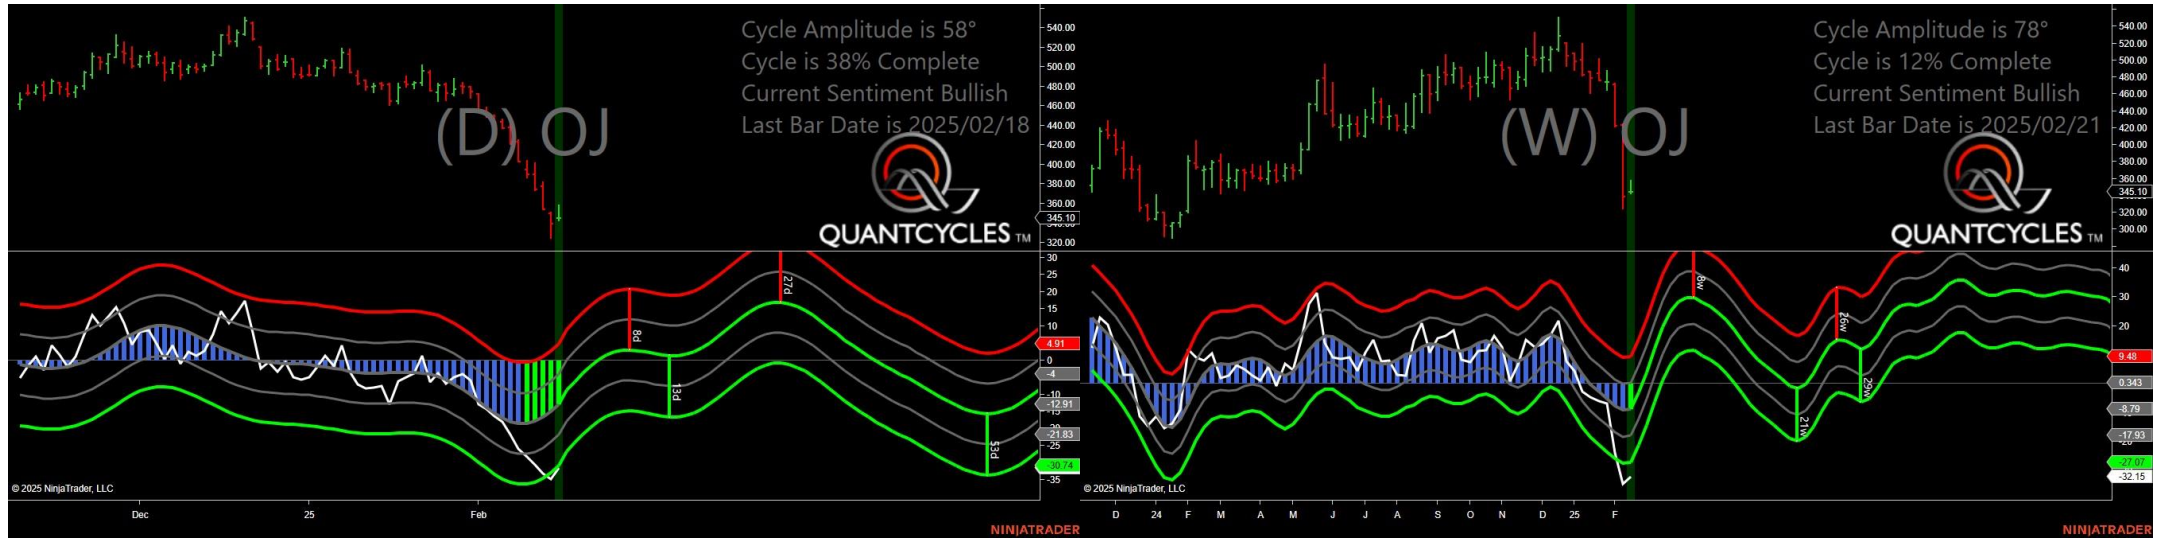 Cycle Amplitude is 58°
Cycle is 38% Complete
Current Sentiment Bullish
Last Bar Date is 2025/02/18
(D) OJ
QUANTCYCLES TM
540.00
520.00
500.00
480.00
460.00
440.00
420.00
400.00
380.00
360.00
345.10
320.00
30
25
20
15
10
4.91
0
-4
-10
-12.91
-15
-21.83
-25
-30.74
-35
8d
13d
27d
53d
© 2025 NinjaTrader, LLC
Dec
25
Feb
NINJATRADER
Cycle Amplitude is 78°
Cycle is 12% Complete
Current Sentiment Bullish
Last Bar Date is 2025/02/21
(W) OJ
QUANTCYCLES TM
540.00
520.00
500.00
480.00
460.00
440.00
420.00
400.00
380.00
360.00
345.10
320.00
300.00
40
30
20
9.48
0.343
-8.79
-17.93
-27.07
-32.15
8w
21w
26w
29w
© 2025 NinjaTrader, LLC
D 24 F M A M J J A S O N D 25 F
NINJATRADER